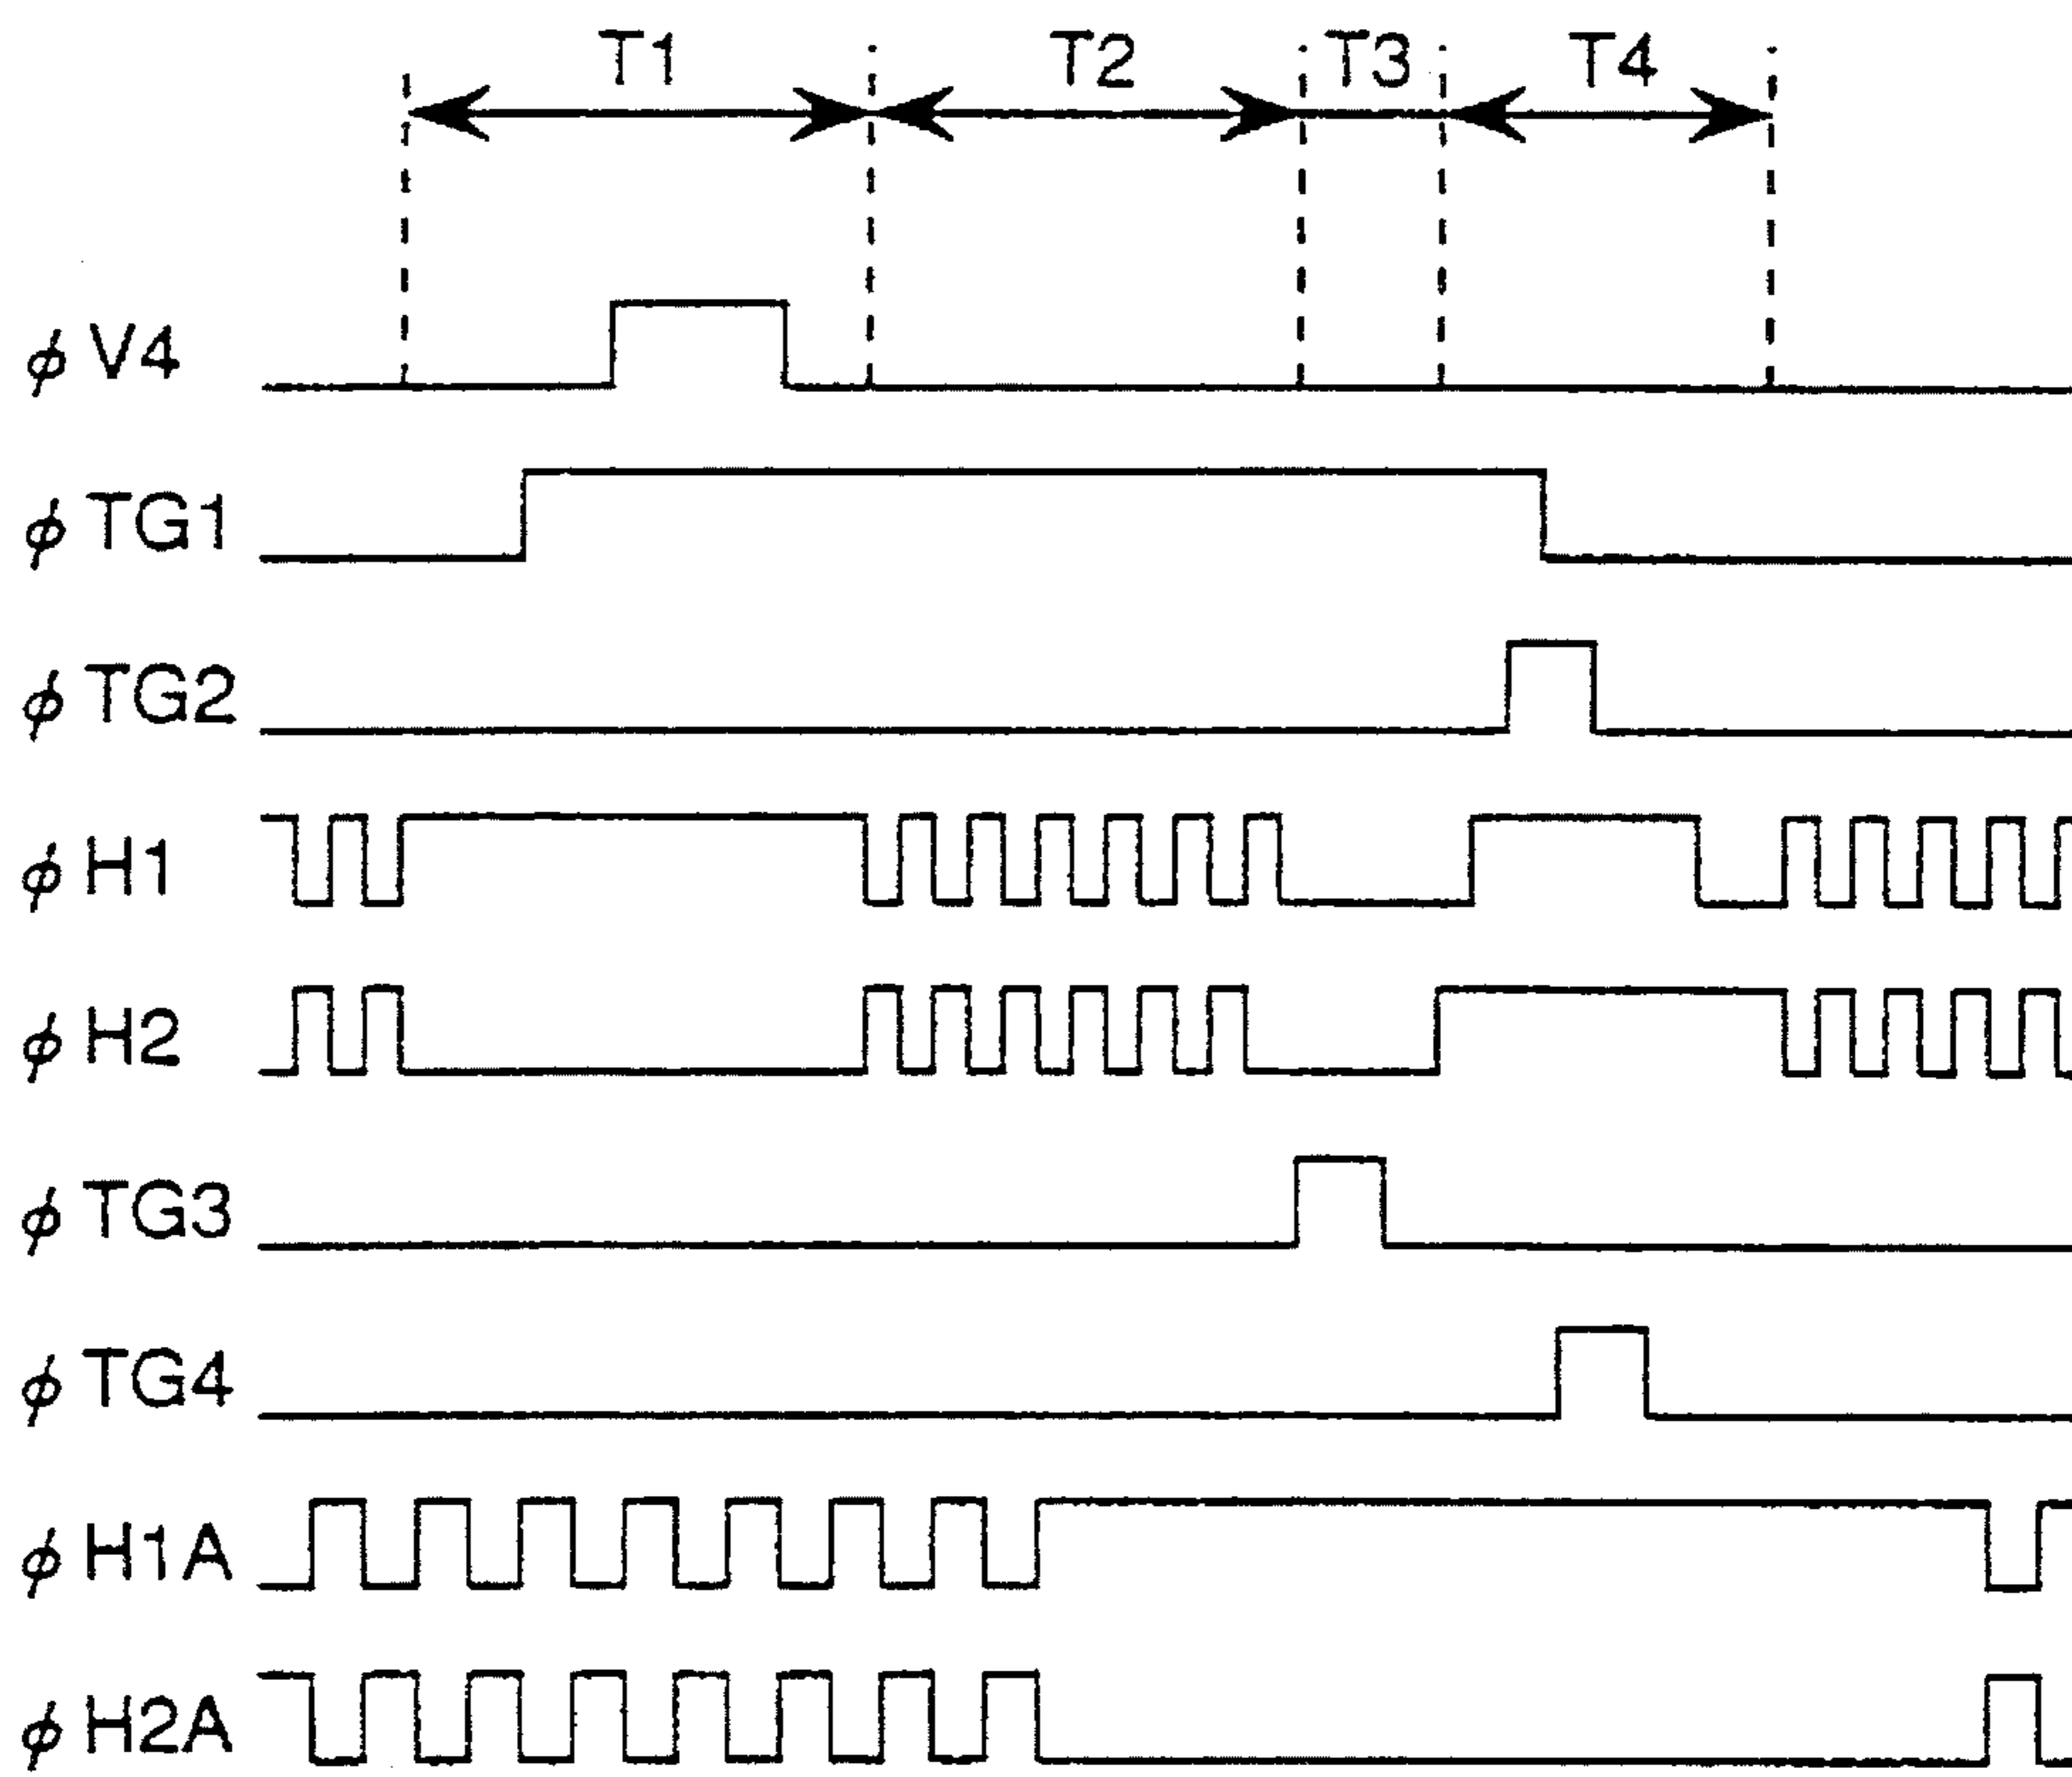 T1 T2 T3 T4
φ V4
φ TG1
φ TG2
φ H1
φ H2
φ TG3
φ TG4
φ H1A
φ H2A